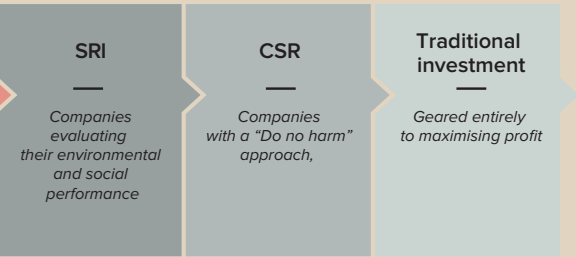 SRI
Companies
evaluating
their environmental
and social
performance
CSR
Companies
with a “Do no harm”
approach,
Traditional
investment
Geared entirely
to maximising profit